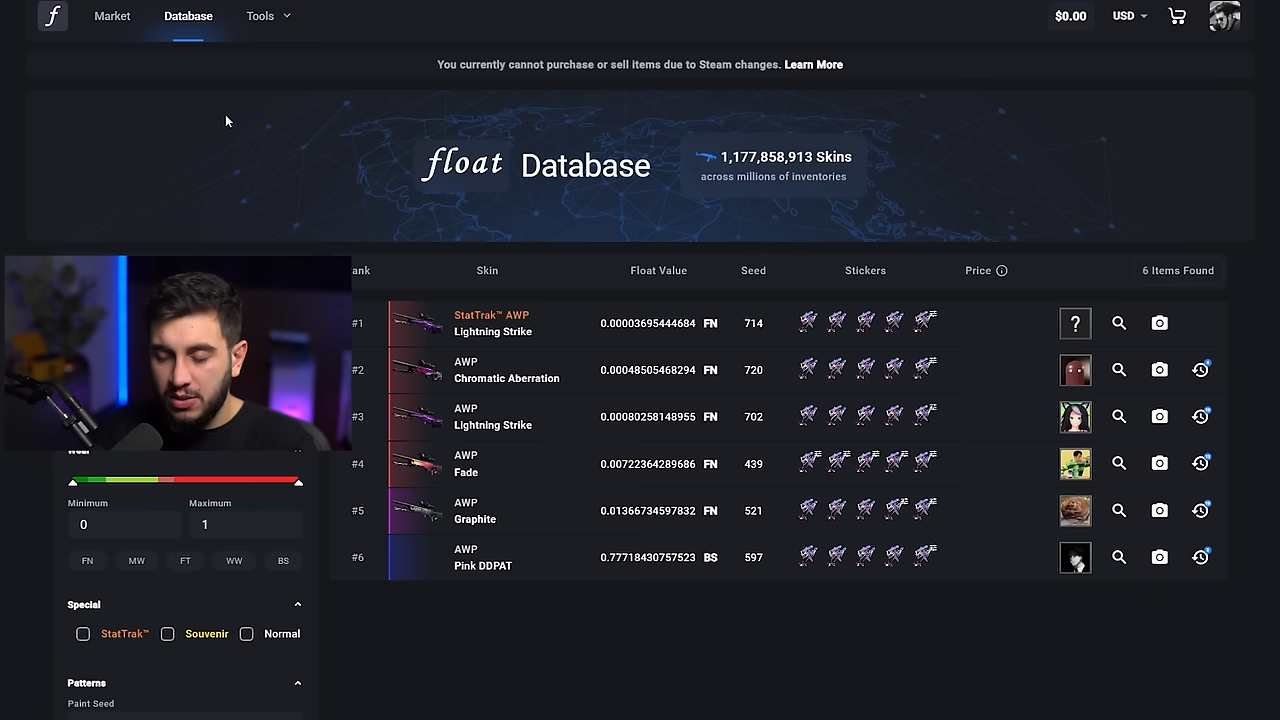 f
Market
Database
Tools
$0.00
USD
You currently cannot purchase or sell items due to Steam changes. Learn More
float Database
1,177,858,913 Skins
across millions of inventories
Skin
Float Value
Seed
Stickers
Price
6 Items Found
#1
StatTrak™ AWP
Lightning Strike
0.00003695444684 FN
714
?
#2
AWP
Chromatic Aberration
0.00048505468294 FN
720
#3
AWP
Lightning Strike
0.00080258148955 FN
702
#4
AWP
Fade
0.00722364289686 FN
439
#5
AWP
Graphite
0.01366734597832 FN
521
#6
AWP
Pink DDPAT
0.77718430757523 BS
597
Wear
Minimum
Maximum
0
1
FN
MW
FT
WW
BS
Special
StatTrak™
Souvenir
Normal
Patterns
Paint Seed